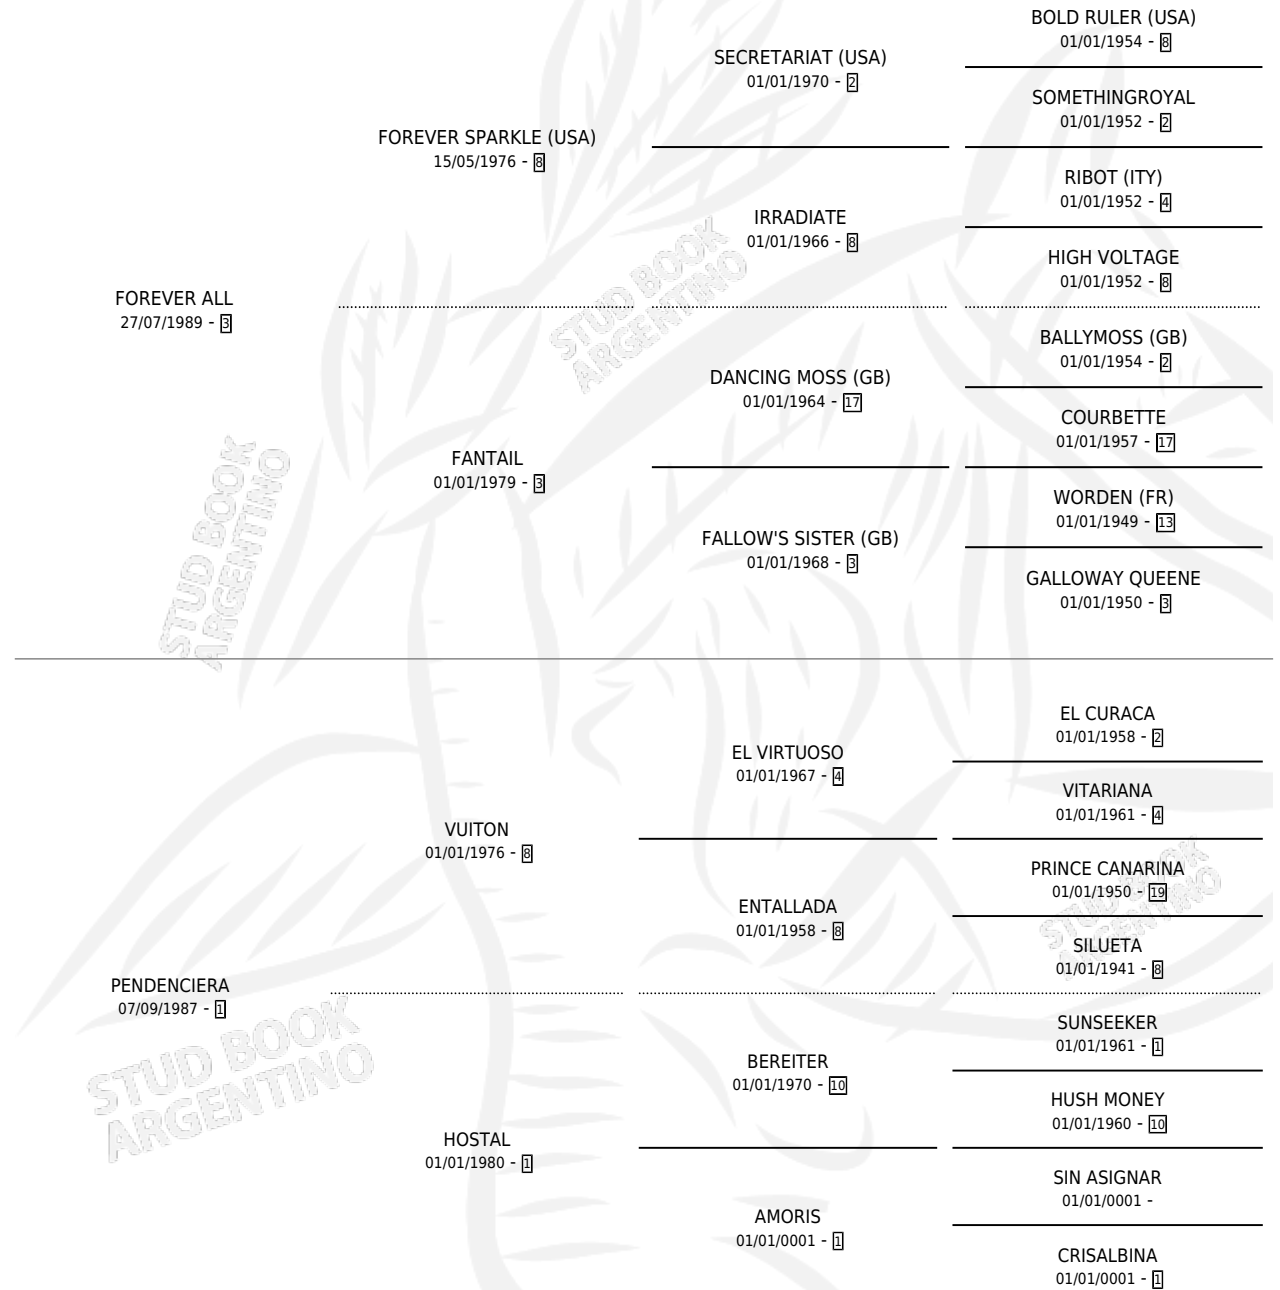 BOLD RULER (USA)
01/01/1954 - 8
SECRETARIAT (USA)
01/01/1970 - 2
SOMETHINGROYAL
01/01/1952 - 2
FOREVER SPARKLE (USA)
15/05/1976 - 8
RIBOT (ITY)
01/01/1952 - 4
IRRADIATE
01/01/1966 - 8
HIGH VOLTAGE
01/01/1952 - 8
STUD BOOK
ARGENTINO
FOREVER ALL
27/07/1989 - 3
BALLYMOSS (GB)
01/01/1954 - 2
DANCING MOSS (GB)
01/01/1964 - 17
COURBETTE
01/01/1957 - 17
FANTAIL
01/01/1979 - 3
WORDEN (FR)
01/01/1949 - 13
FALLOW'S SISTER (GB)
01/01/1968 - 3
GALLOWAY QUEENE
01/01/1950 - 3
STUD BOOK
ARGENTINO
EL CURACA
01/01/1958 - 2
EL VIRTUOSO
01/01/1967 - 4
VITARIANA
01/01/1961 - 4
VUITON
01/01/1976 - 8
PRINCE CANARINA
01/01/1950 - 19
STUD BOOK
ARGENTINO
ENTALLADA
01/01/1958 - 8
SILUETA
01/01/1941 - 8
PENDENCIERA
07/09/1987 - 1
SUNSEEKER
01/01/1961 - 1
STUD BOOK
ARGENTINO
BEREITER
01/01/1970 - 10
HUSH MONEY
01/01/1960 - 10
HOSTAL
01/01/1980 - 1
SIN ASIGNAR
01/01/0001 -
AMORIS
01/01/0001 - 1
CRISALBINA
01/01/0001 - 1